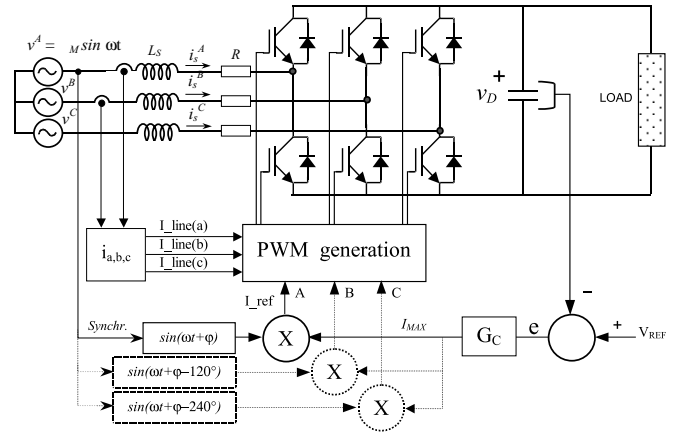 v^A = M sin ωt
L_S
i_s^A
R
v^B
i_s^B
v^C
i_s^C
+
v_D
LOAD
I_line(a)
I_line(b)
I_line(c)
i_a,b,c
PWM generation
I_ref
A
B
C
−
Synchr.
sin(ωt+φ)
X
I_MAX
G_C
e
+
V_REF
sin(ωt+φ−120°)
X
sin(ωt+φ−240°)
X